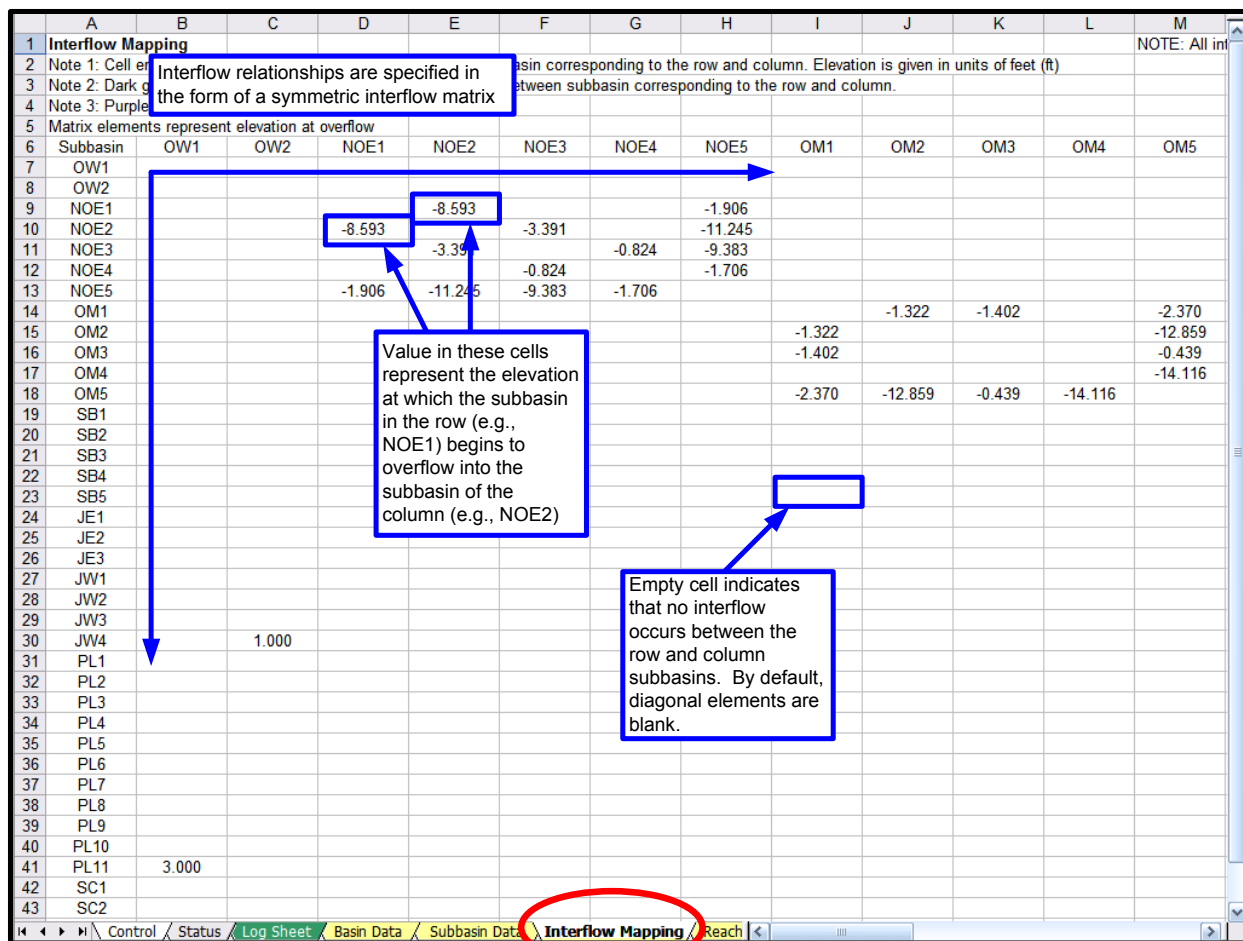 A B C D E F G H I J K L M
1 Interflow Mapping NOTE: All int
2 Note 1: Cell en asin corresponding to the row and column. Elevation is given in units of feet (ft)
3 Note 2: Dark g etween subbasin corresponding to the row and column.
4 Note 3: Purple
Interflow relationships are specified in
the form of a symmetric interflow matrix
5 Matrix elements represent elevation at overflow
6 Subbasin OW1 OW2 NOE1 NOE2 NOE3 NOE4 NOE5 OM1 OM2 OM3 OM4 OM5
7 OW1
8 OW2
9 NOE1 -8.593 -1.906
10 NOE2 -8.593 -3.391 -11.245
11 NOE3 -3.391 -0.824 -9.383
12 NOE4 -0.824 -1.706
13 NOE5 -1.906 -11.245 -9.383 -1.706
14 OM1 -1.322 -1.402 -2.370
15 OM2 -1.322 -12.859
16 OM3 -1.402 -0.439
17 OM4 -14.116
18 OM5 -2.370 -12.859 -0.439 -14.116
19 SB1
20 SB2
21 SB3
22 SB4
23 SB5
24 JE1
25 JE2
26 JE3
27 JW1
28 JW2
29 JW3
30 JW4 1.000
31 PL1
32 PL2
33 PL3
34 PL4
35 PL5
36 PL6
37 PL7
38 PL8
39 PL9
40 PL10
41 PL11 3.000
42 SC1
43 SC2
Value in these cells
represent the elevation
at which the subbasin
in the row (e.g.,
NOE1) begins to
overflow into the
subbasin of the
column (e.g., NOE2)
Empty cell indicates
that no interflow
occurs between the
row and column
subbasins. By default,
diagonal elements are
blank.
Control Status Log Sheet Basin Data Subbasin Data Interflow Mapping Reach